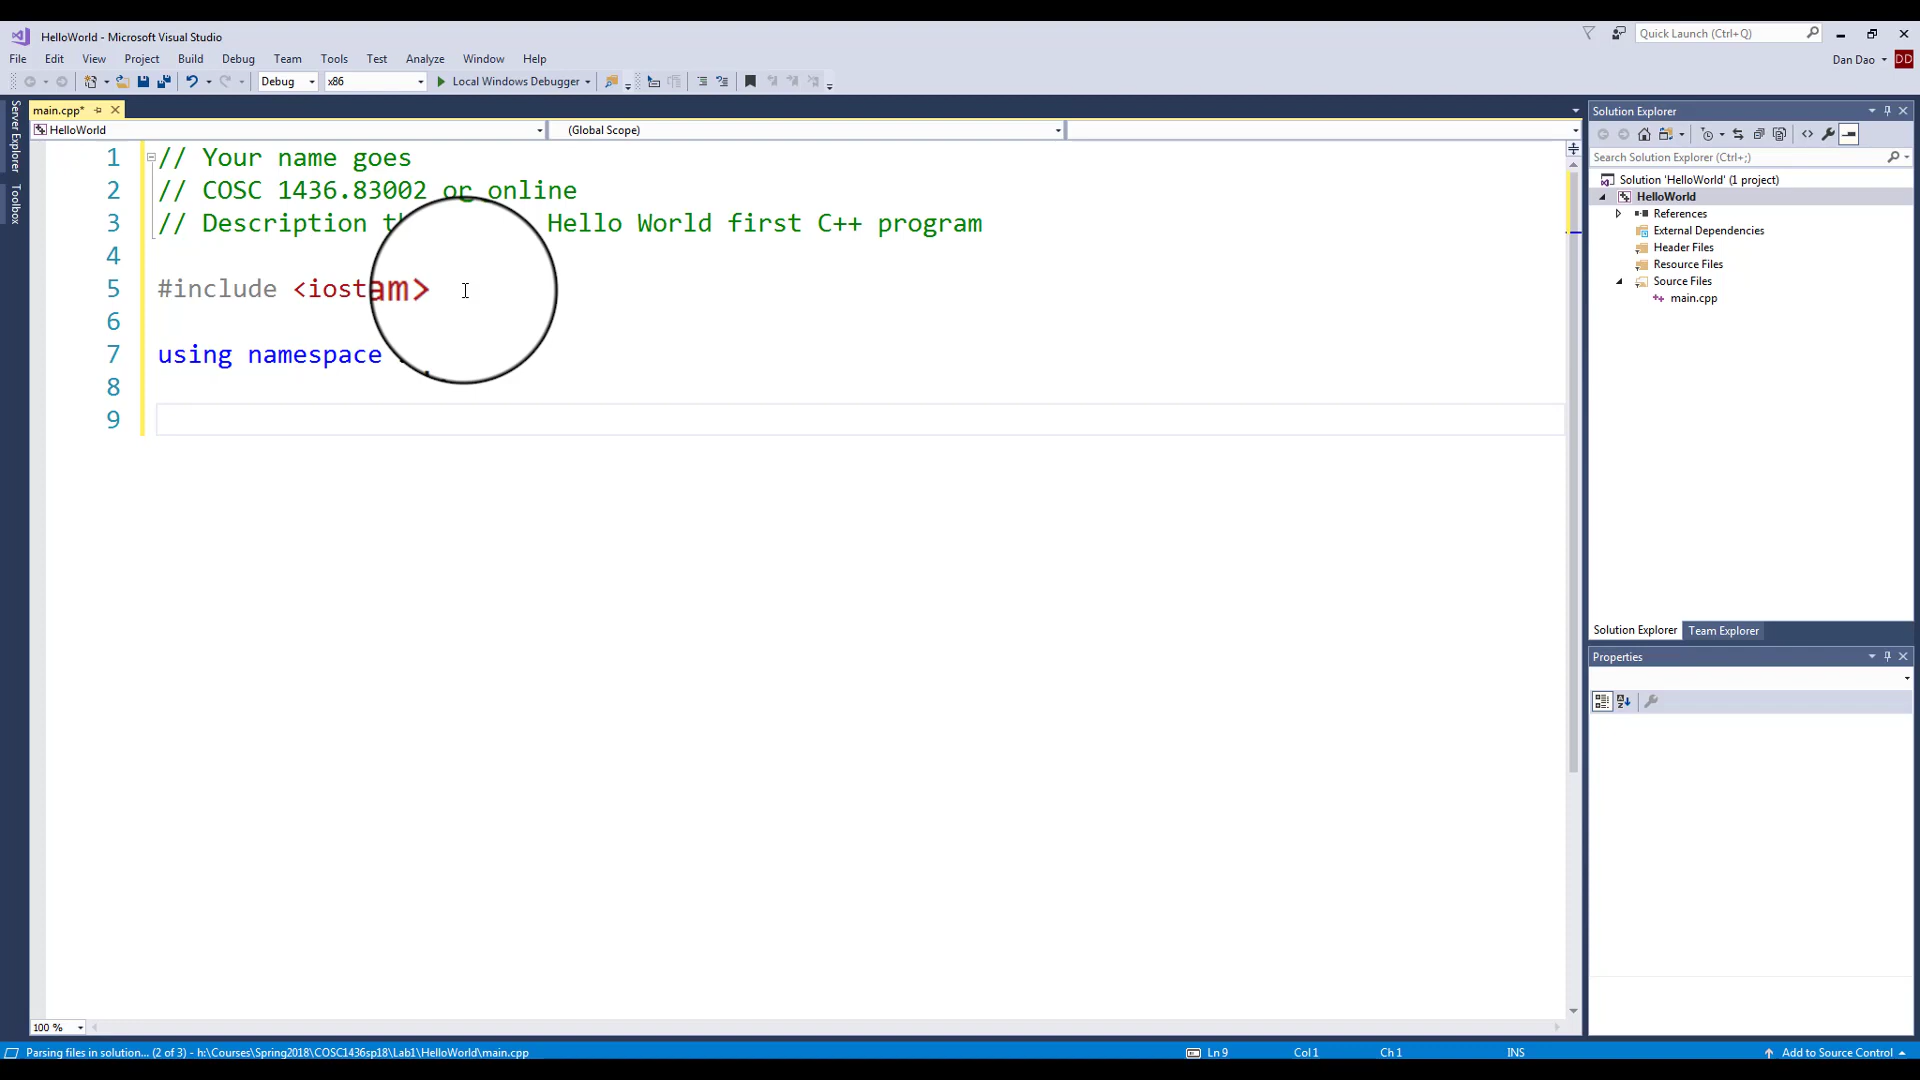 HelloWorld - Microsoft Visual Studio
Quick Launch (Ctrl+Q)
File Edit View Project Build Debug Team Tools Test Analyze Window Help
Dan Dao DD
Debug x86 Local Windows Debugger
main.cpp*
HelloWorld (Global Scope)
Server Explorer
Toolbox
1 // Your name goes
2 // COSC 1436.83002 or online
3 // Description Hello World first C++ program
4
5 #include <iostam>
6
7 using namespace
8
9
Solution Explorer
Search Solution Explorer (Ctrl+;)
Solution 'HelloWorld' (1 project)
HelloWorld
References
External Dependencies
Header Files
Resource Files
Source Files
main.cpp
Solution Explorer Team Explorer
Properties
100 %
Parsing files in solution... (2 of 3) - h:\Courses\Spring2018\COSC1436sp18\Lab1\HelloWorld\main.cpp
Ln 9 Col 1 Ch 1 INS Add to Source Control